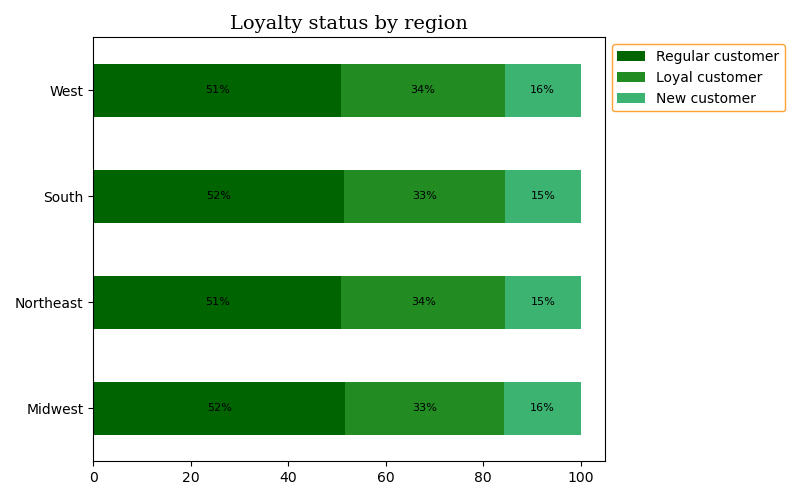 Loyalty status by region
Regular customer
Loyal customer
New customer
West
51%
34%
16%
South
52%
33%
15%
Northeast
51%
34%
15%
Midwest
52%
33%
16%
0
20
40
60
80
100